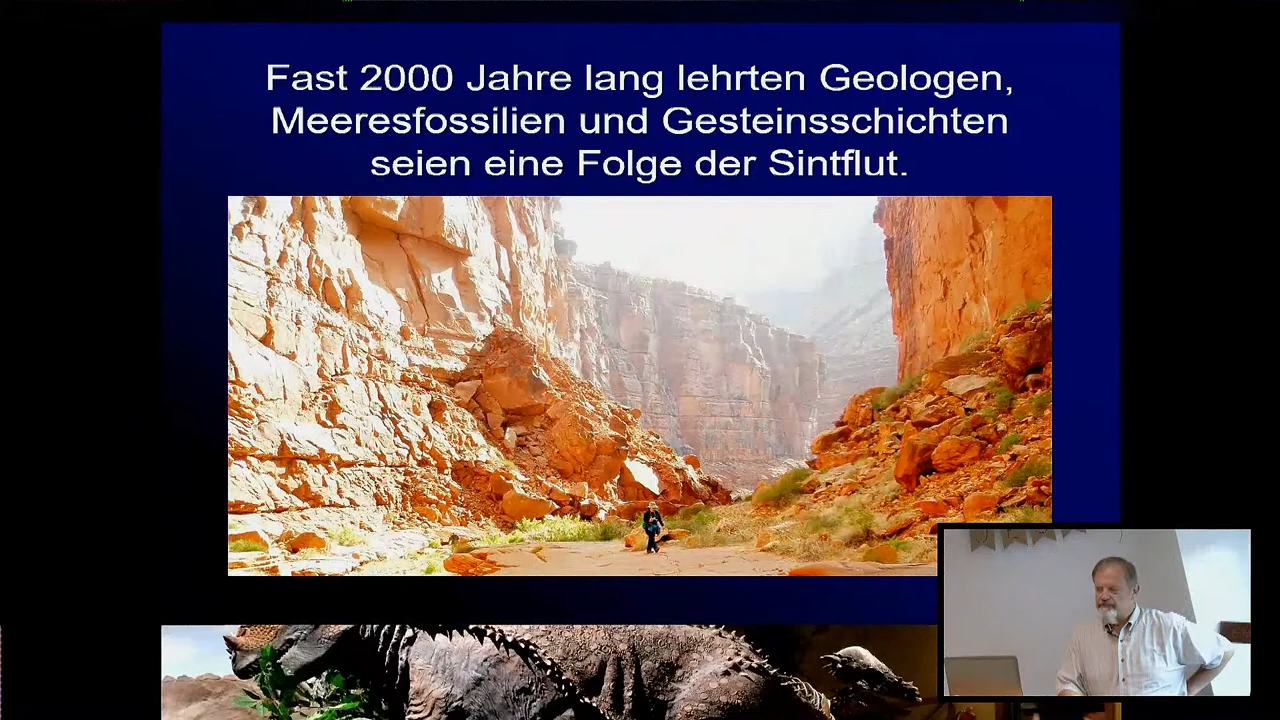 Fast 2000 Jahre lang lehrten Geologen,
Meeresfossilien und Gesteinsschichten
seien eine Folge der Sintflut.